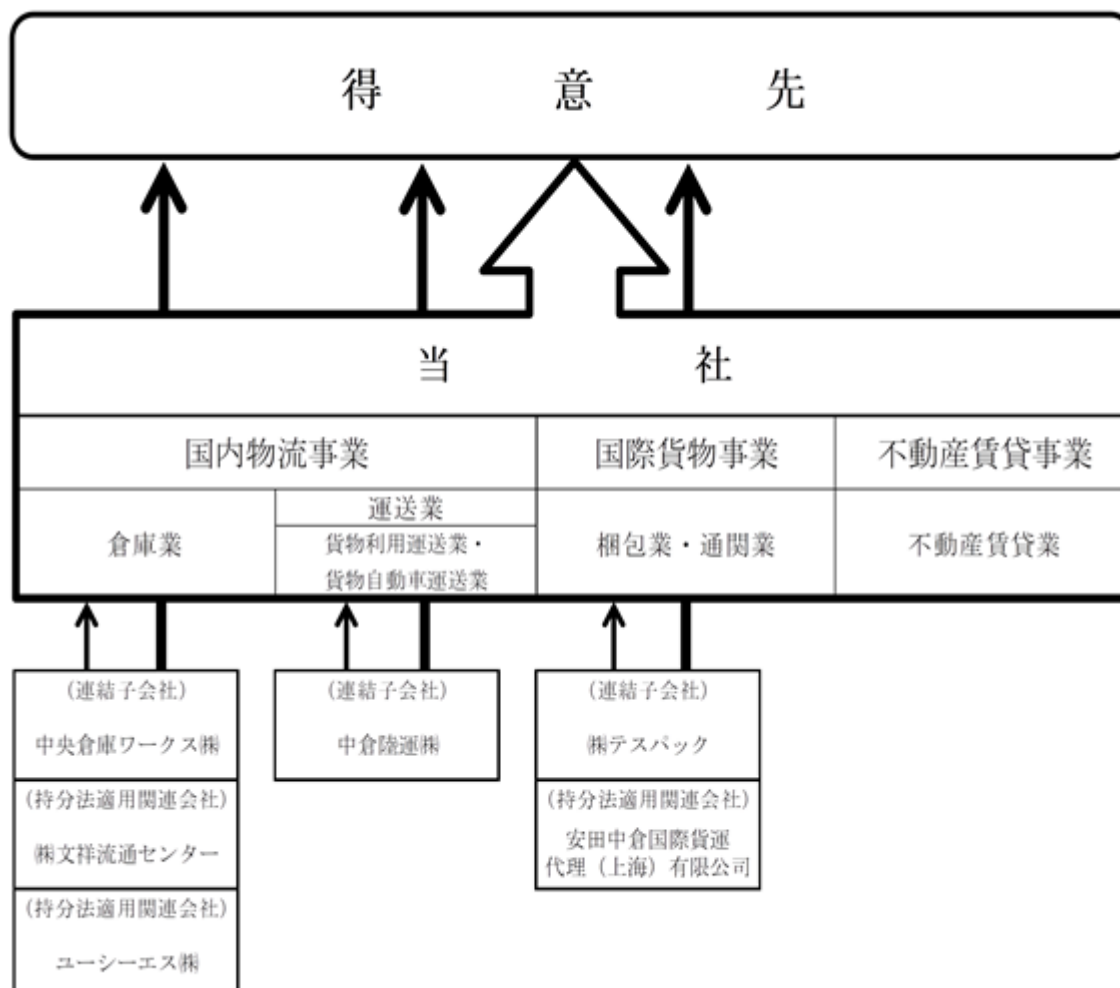 得意先
当社
国内物流事業
国際貨物事業
不動産賃貸事業
倉庫業
運送業
貨物利用運送業・
貨物自動車運送業
梱包業・通関業
不動産賃貸業
(連結子会社)
中央倉庫ワークス㈱
(持分法適用関連会社)
㈱文祥流通センター
(持分法適用関連会社)
ユーシーエス㈱
(連結子会社)
中倉陸運㈱
(連結子会社)
㈱テスパック
(持分法適用関連会社)
安田中倉国際貨運
代理（上海）有限公司